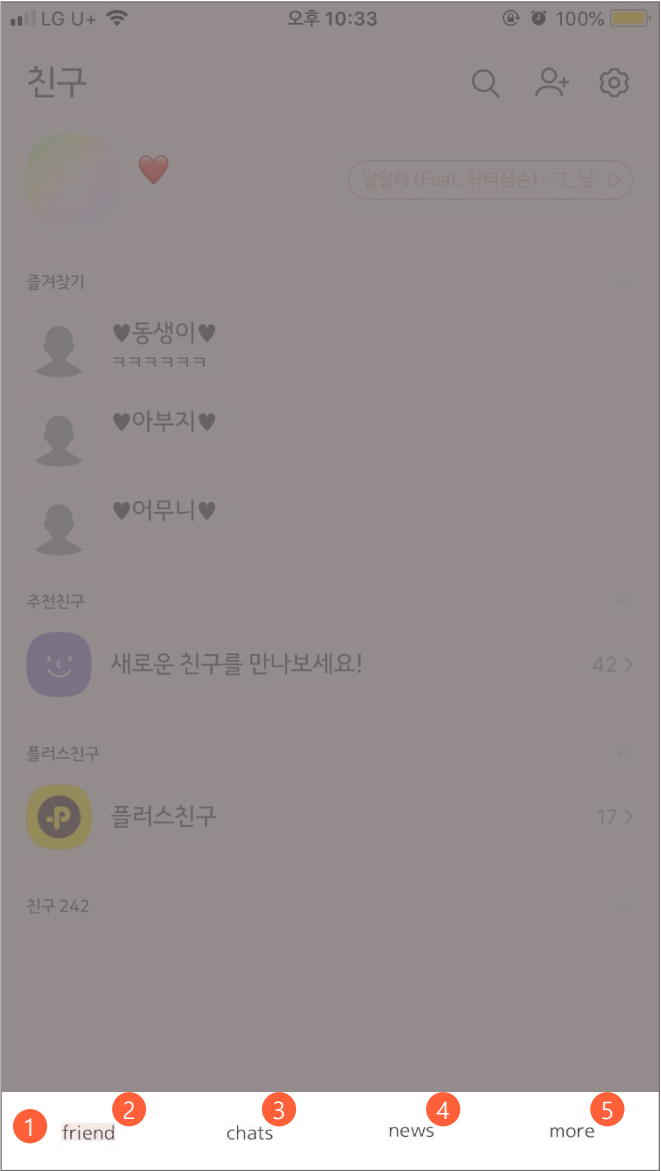 LG U+ 오후 10:33 100%
친구
달달해 (Feat. 닥터심슨) - 그_냥
즐겨찾기
♥동생이♥
ㅋㅋㅋㅋㅋㅋ
♥아부지♥
♥어무니♥
추천친구
새로운 친구를 만나보세요! 42
플러스친구
P
플러스친구 17
친구 242
1 friend 2 chats 3 news 4 more 5